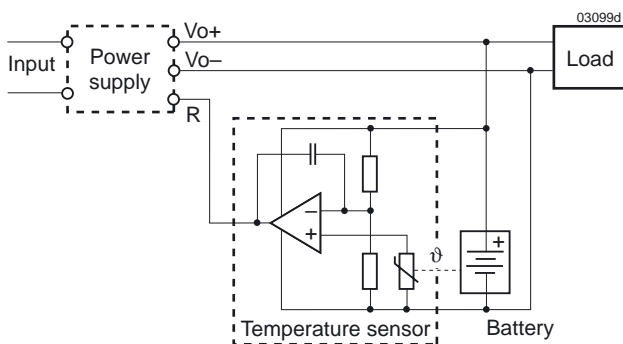 03099d
Vo+
Input
Power
supply
Vo–
Load
R
–
+
ϑ
+
Temperature sensor
Battery